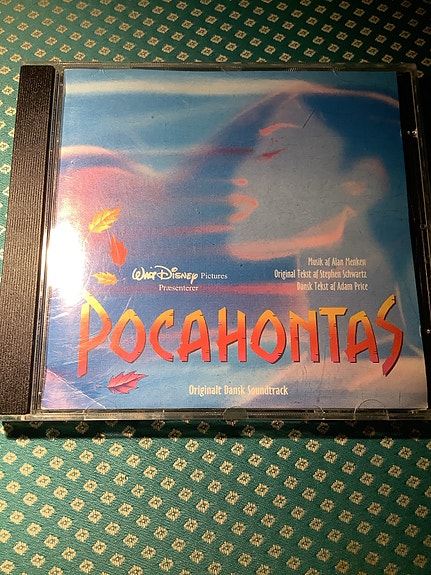 Musik af Alan Menken
Original Tekst af Stephen Schwartz
Dansk Tekst af Adam Price
WALT DISNEY Pictures
Præsenterer
POCAHONTAS
Originalt Dansk Soundtrack